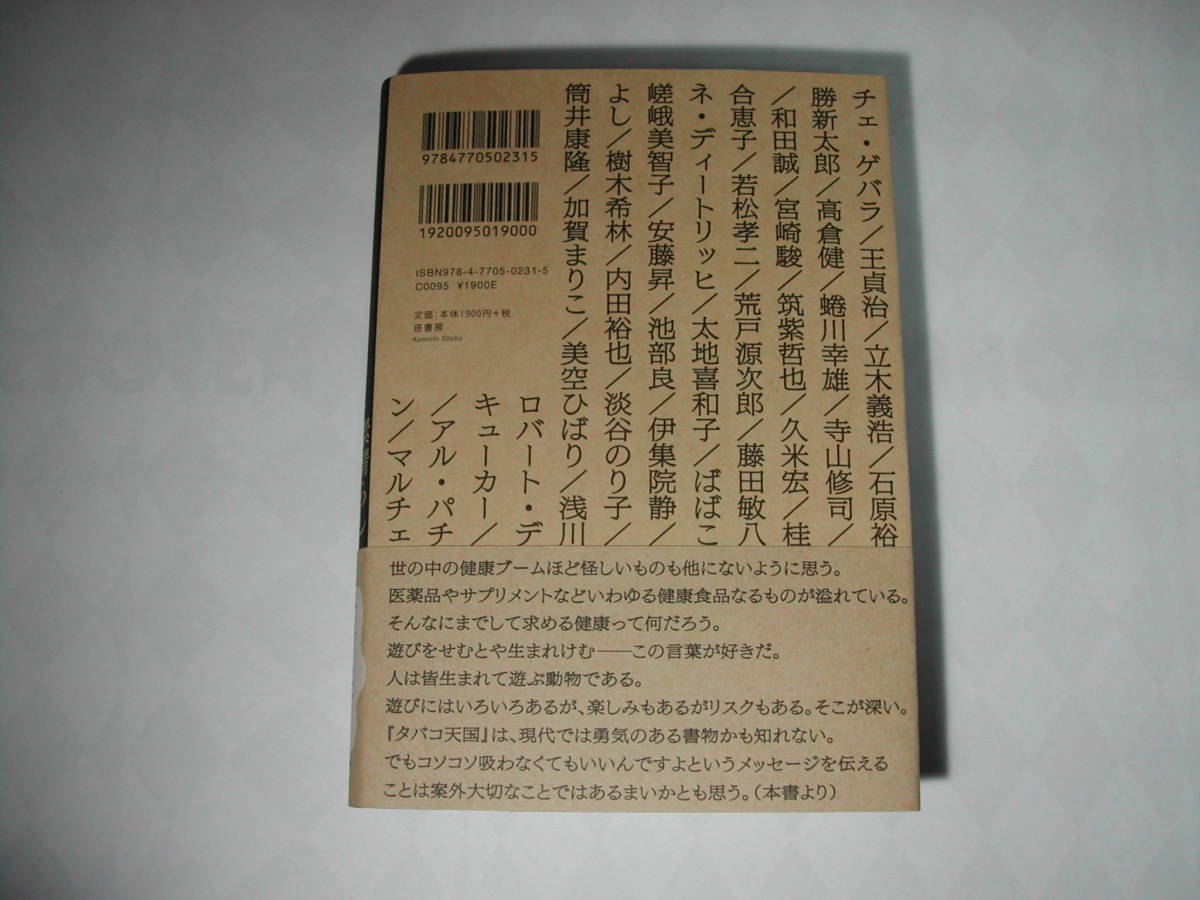 チェ・ゲバラ／王貞治／立木義浩／石原裕
勝新太郎／高倉健／蜷川幸雄／寺山修司／
／和田誠／宮崎駿／筑紫哲也／久米宏／桂
合恵子／若松孝二／荒戸源次郎／藤田敏八
ネ・ディートリッヒ／太地喜和子／ばばこ
嵯峨美智子／安藤昇／池部良／伊集院静／
よし／樹木希林／内田裕也／淡谷のり子／
筒井康隆／加賀まりこ／美空ひばり／浅川
ロバート・デ
キューカー／
／アル・パチ
ン／マルチェ
9784770502315
1920095019000
ISBN978-4-7705-0231-5
C0095 ¥1900E
定価：本体1900円＋税
径書房
Komichi Shobo
世の中の健康ブームほど怪しいものも他にないように思う。
医薬品やサプリメントなどいわゆる健康食品なるものが溢れている。
そんなにまでして求める健康って何だろう。
遊びをせむとや生まれけむ――この言葉が好きだ。
人は皆生まれて遊ぶ動物である。
遊びにはいろいろあるが、楽しみもあるがリスクもある。そこが深い。
『タバコ天国』は、現代では勇気のある書物かも知れない。
でもコソコソ吸わなくてもいいんですよというメッセージを伝える
ことは案外大切なことではあるまいかとも思う。（本書より）